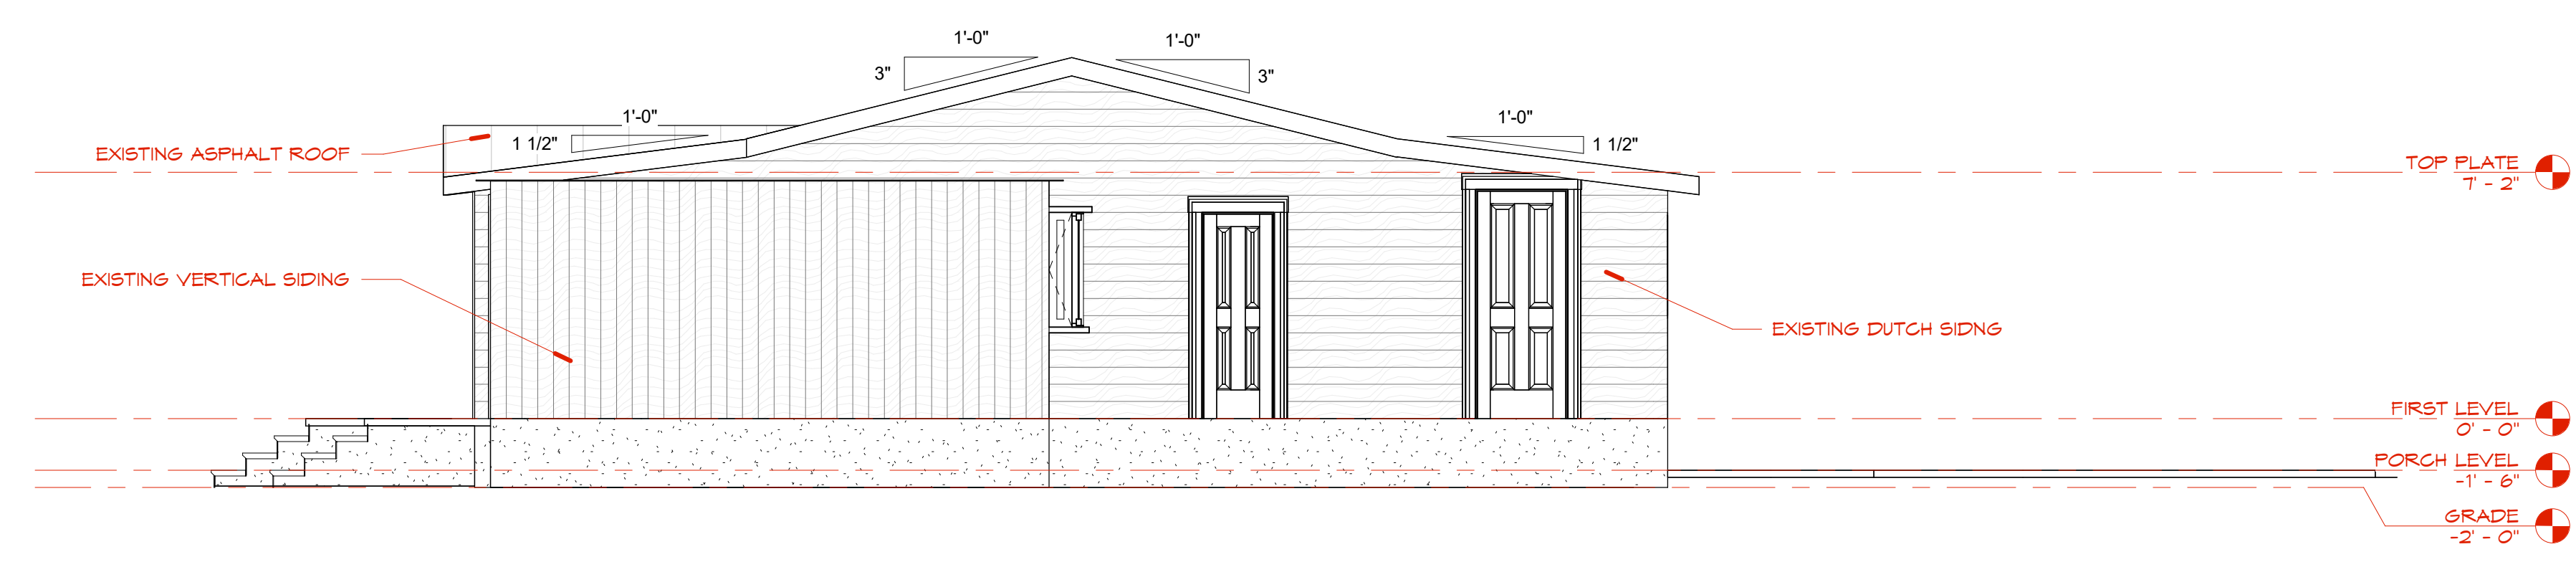 1'-0"
1'-0"
3"
3"
1'-0"
1'-0"
1 1/2"
1 1/2"
EXISTING ASPHALT ROOF
TOP PLATE
7' - 2"
EXISTING VERTICAL SIDING
EXISTING DUTCH SIDNG
FIRST LEVEL
0' - 0"
PORCH LEVEL
-1' - 6"
GRADE
-2' - 0"